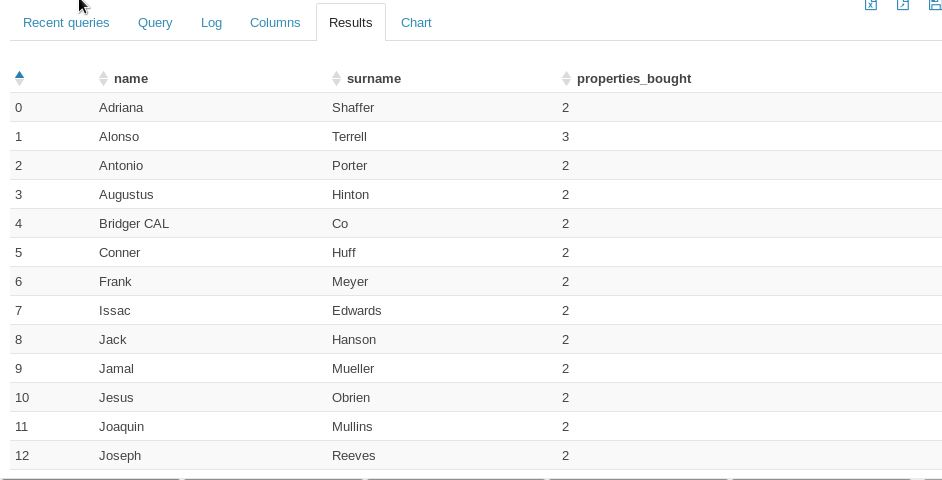 Recent queries Query Log Columns Results Chart
name surname properties_bought
0 Adriana Shaffer 2
1 Alonso Terrell 3
2 Antonio Porter 2
3 Augustus Hinton 2
4 Bridger CAL Co 2
5 Conner Huff 2
6 Frank Meyer 2
7 Issac Edwards 2
8 Jack Hanson 2
9 Jamal Mueller 2
10 Jesus Obrien 2
11 Joaquin Mullins 2
12 Joseph Reeves 2